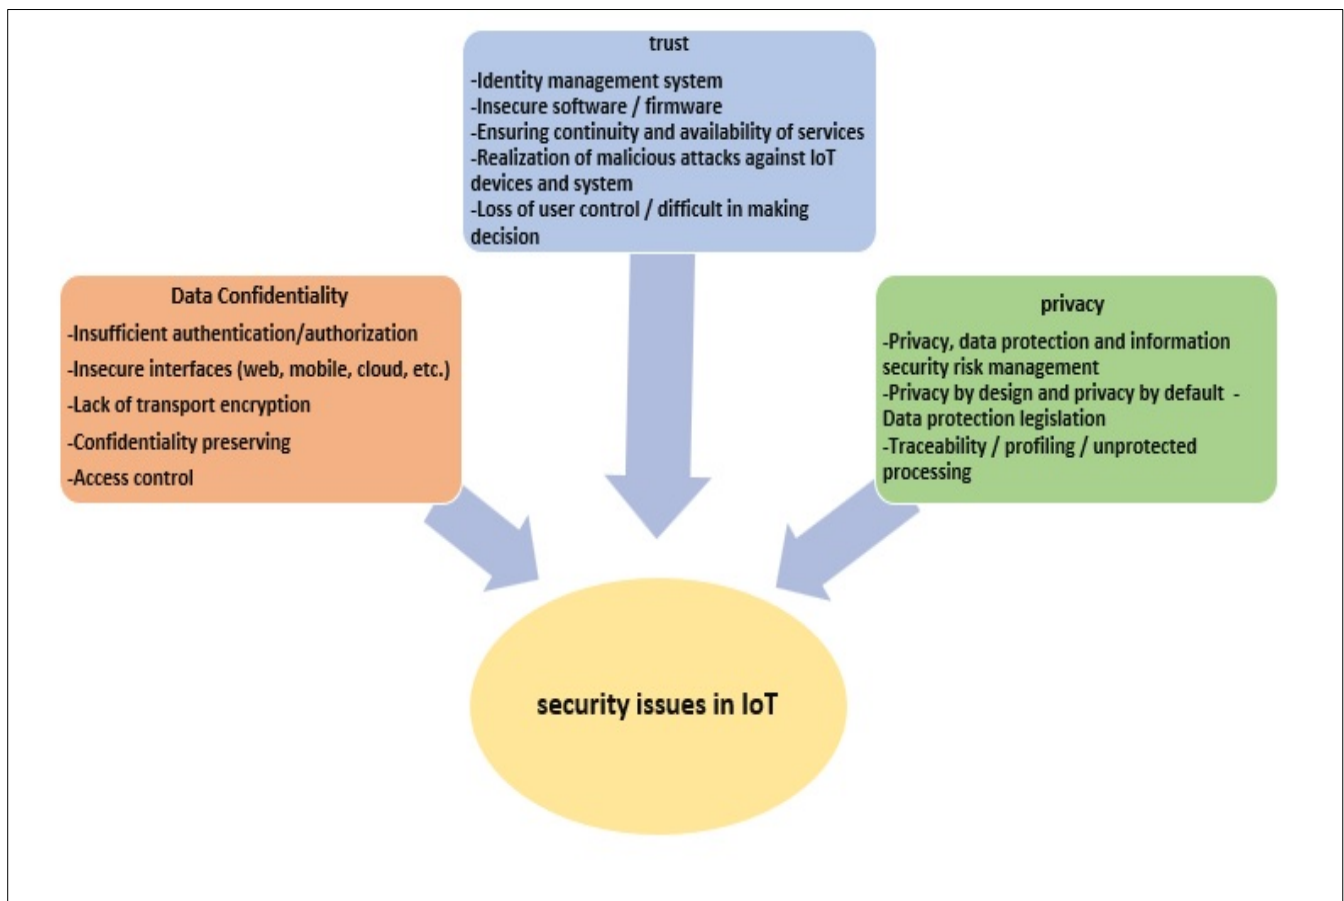 trust
-Identity management system
-Insecure software / firmware
-Ensuring continuity and availability of services
-Realization of malicious attacks against IoT
devices and system
-Loss of user control / difficult in making
decision
Data Confidentiality
-Insufficient authentication/authorization
-Insecure interfaces (web, mobile, cloud, etc.)
-Lack of transport encryption
-Confidentiality preserving
-Access control
privacy
-Privacy, data protection and information
security risk management
-Privacy by design and privacy by default -
Data protection legislation
-Traceability / profiling / unprotected
processing
security issues in IoT